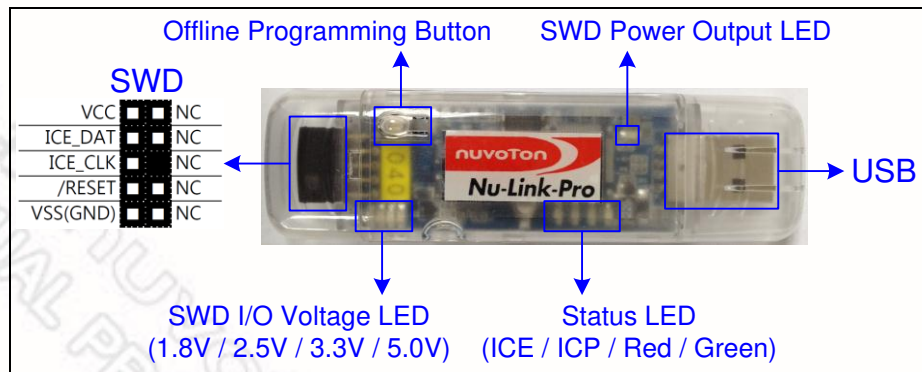 Offline Programming Button
SWD Power Output LED
SWD
VCC NC
ICE_DAT NC
ICE_CLK NC
/RESET NC
VSS(GND) NC
040
nuvoTon
Nu-Link-Pro
USB
SWD I/O Voltage LED
(1.8V / 2.5V / 3.3V / 5.0V)
Status LED
(ICE / ICP / Red / Green)